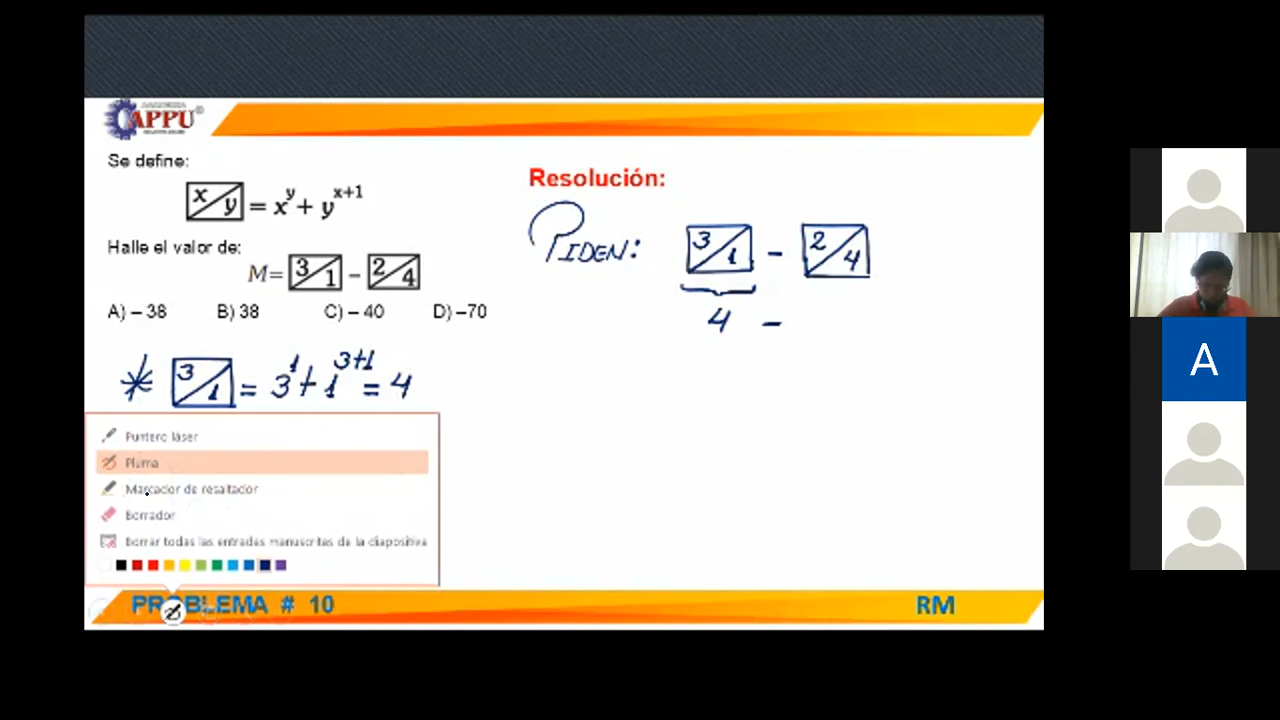 APPU
Se define:
x/y = x^y + y^(x+1)
Halle el valor de:
M = 3/1 - 2/4
A) – 38 B) 38 C) – 40 D) –70
* 3/1 = 3^1 + 1^(3+1) = 4
Puntero láser
Pluma
Marcador de resaltador
Borrador
Borrar todas las entradas manuscritas de la diapositiva
Resolución:
PIDEN: 3/1 - 2/4
4 -
PROBLEMA # 10
RM
A